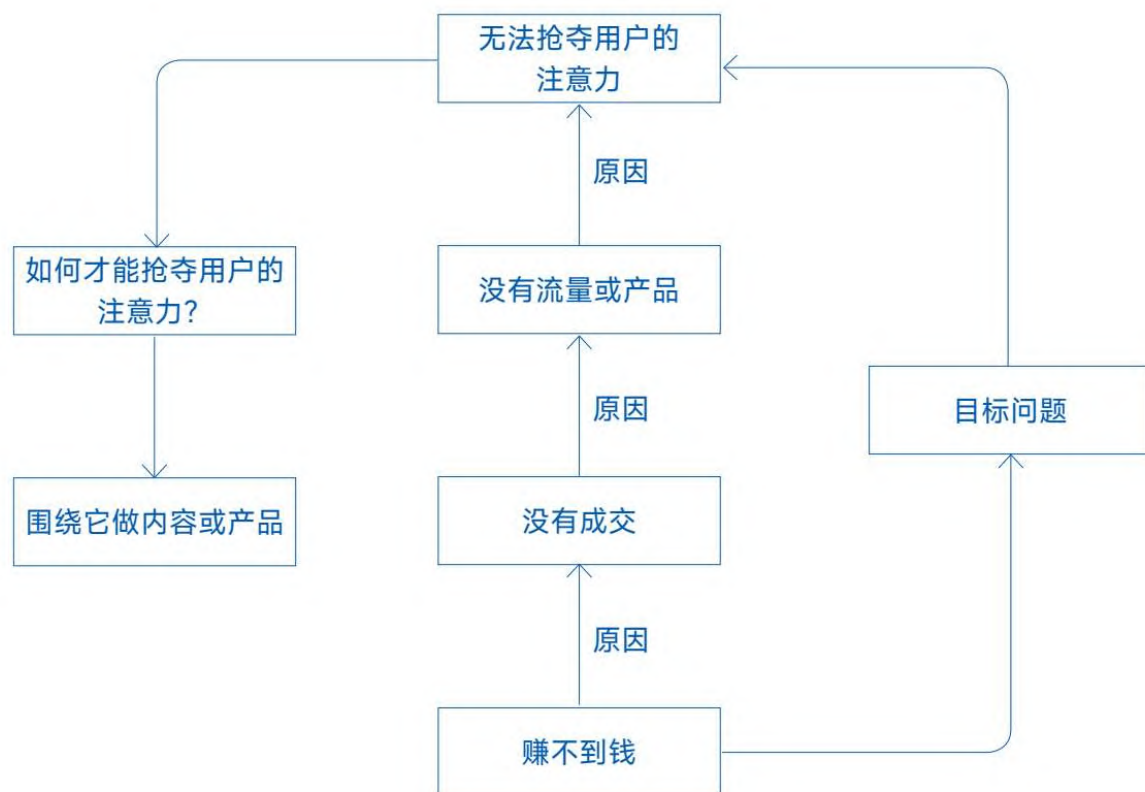 无法抢夺用户的
注意力
原因
如何才能抢夺用户的
注意力？
没有流量或产品
原因
目标问题
围绕它做内容或产品
没有成交
原因
赚不到钱